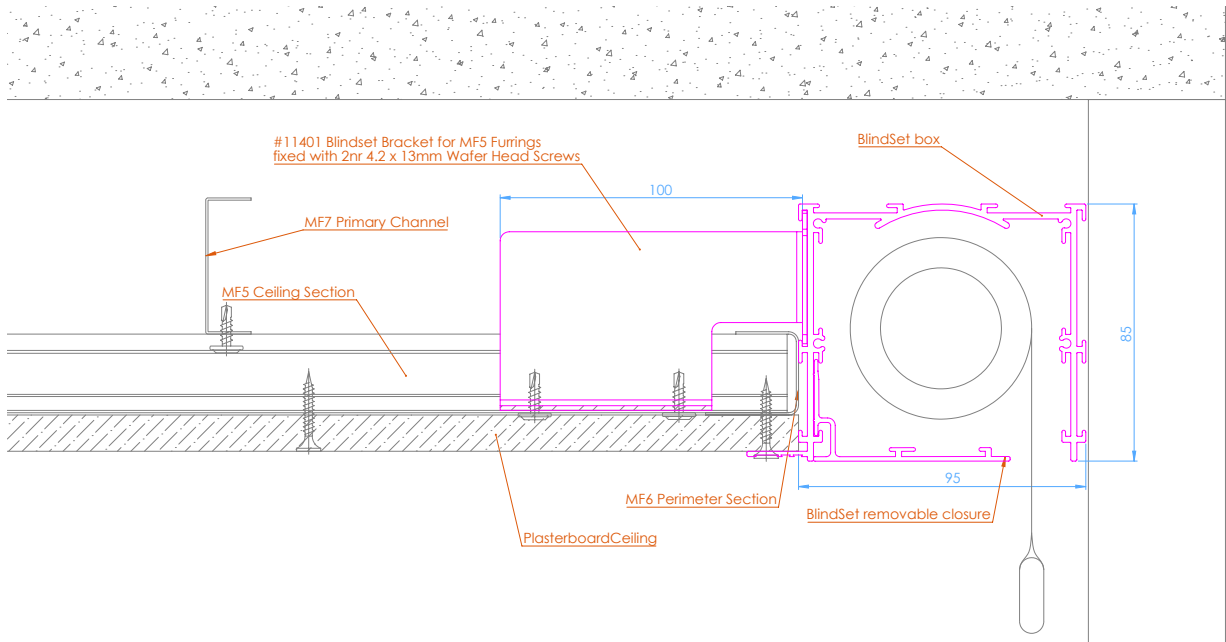 #11401 Blindset Bracket for MF5 Furrings
fixed with 2nr 4.2 x 13mm Wafer Head Screws
BlindSet box
100
MF7 Primary Channel
MF5 Ceiling Section
85
95
MF6 Perimeter Section
BlindSet removable closure
PlasterboardCeiling